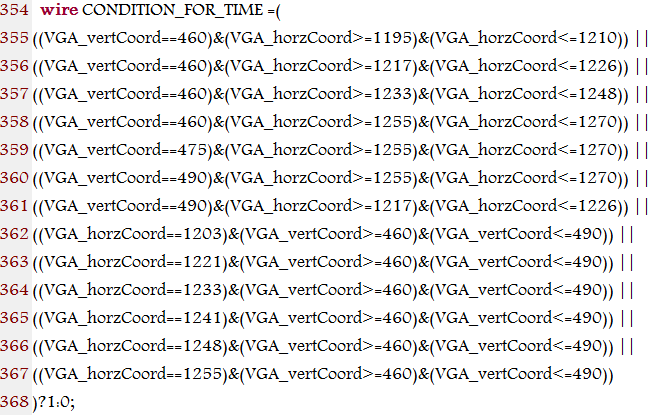 354 wire CONDITION_FOR_TIME =(
355 ((VGA_vertCoord==460)&(VGA_horzCoord>=1195)&(VGA_horzCoord<=1210)) ||
356 ((VGA_vertCoord==460)&(VGA_horzCoord>=1217)&(VGA_horzCoord<=1226)) ||
357 ((VGA_vertCoord==460)&(VGA_horzCoord>=1233)&(VGA_horzCoord<=1248)) ||
358 ((VGA_vertCoord==460)&(VGA_horzCoord>=1255)&(VGA_horzCoord<=1270)) ||
359 ((VGA_vertCoord==475)&(VGA_horzCoord>=1255)&(VGA_horzCoord<=1270)) ||
360 ((VGA_vertCoord==490)&(VGA_horzCoord>=1255)&(VGA_horzCoord<=1270)) ||
361 ((VGA_vertCoord==490)&(VGA_horzCoord>=1217)&(VGA_horzCoord<=1226)) ||
362 ((VGA_horzCoord==1203)&(VGA_vertCoord>=460)&(VGA_vertCoord<=490)) ||
363 ((VGA_horzCoord==1221)&(VGA_vertCoord>=460)&(VGA_vertCoord<=490)) ||
364 ((VGA_horzCoord==1233)&(VGA_vertCoord>=460)&(VGA_vertCoord<=490)) ||
365 ((VGA_horzCoord==1241)&(VGA_vertCoord>=460)&(VGA_vertCoord<=490)) ||
366 ((VGA_horzCoord==1248)&(VGA_vertCoord>=460)&(VGA_vertCoord<=490)) ||
367 ((VGA_horzCoord==1255)&(VGA_vertCoord>=460)&(VGA_vertCoord<=490))
368 )?1:0;